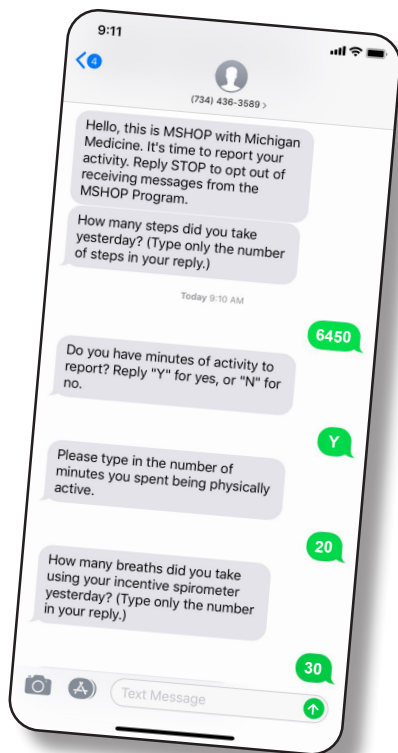 9:11
4
(734) 436-3589 >
Hello, this is MSHOP with Michigan
Medicine. It's time to report your
activity. Reply STOP to opt out of
receiving messages from the
MSHOP Program.
How many steps did you take
yesterday? (Type only the number
of steps in your reply.)
Today 9:10 AM
6450
Do you have minutes of activity to
report? Reply "Y" for yes, or "N" for
no.
Y
Please type in the number of
minutes you spent being physically
active.
20
How many breaths did you take
using your incentive spirometer
yesterday? (Type only the number
in your reply.)
30
Text Message